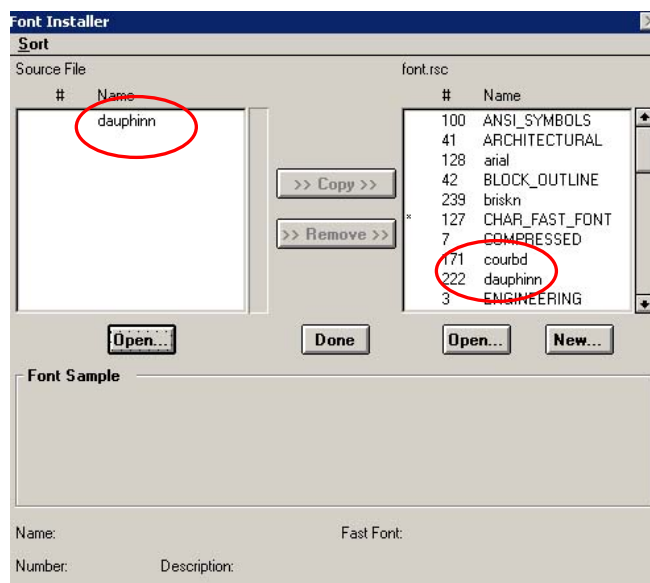 Font Installer
Sort
Source File
# Name
dauphinn
>> Copy >>
>> Remove >>
font.rsc
# Name
100 ANSI_SYMBOLS
41 ARCHITECTURAL
128 arial
42 BLOCK_OUTLINE
239 briskn
* 127 CHAR_FAST_FONT
7 COMPRESSED
171 courbd
222 dauphinn
3 ENGINEERING
Open... Done Open... New...
Font Sample
Name: Fast Font:
Number: Description: